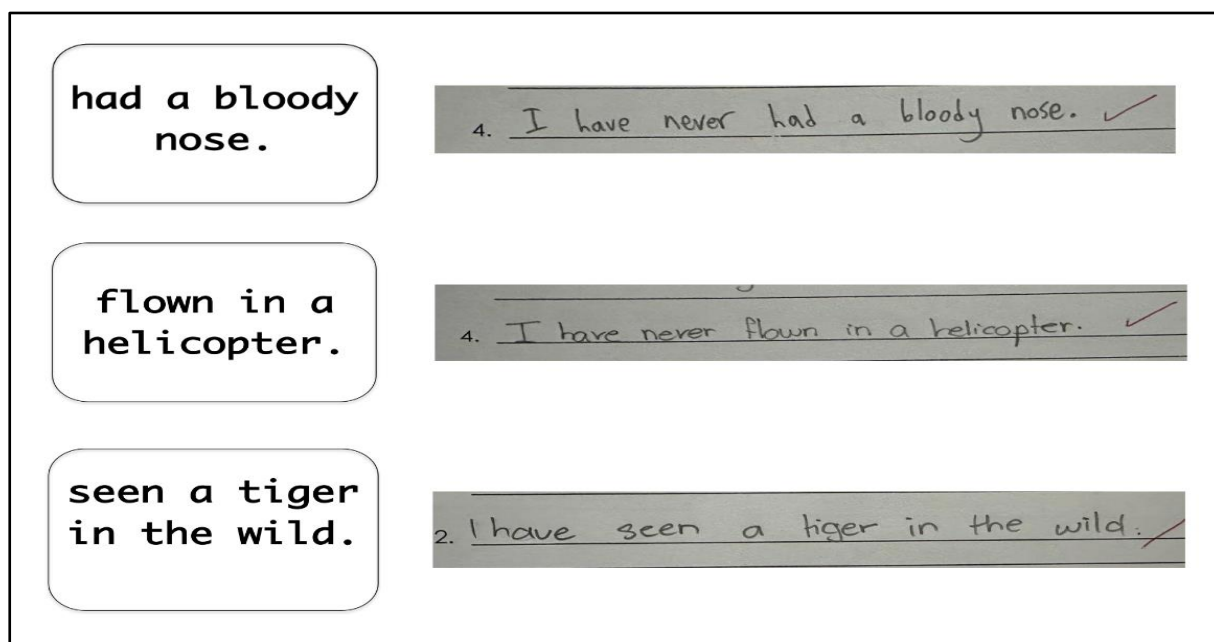 had a bloody
nose.
4. I have never had a bloody nose.
flown in a
helicopter.
4. I have never flown in a helicopter.
seen a tiger
in the wild.
2. I have seen a tiger in the wild.